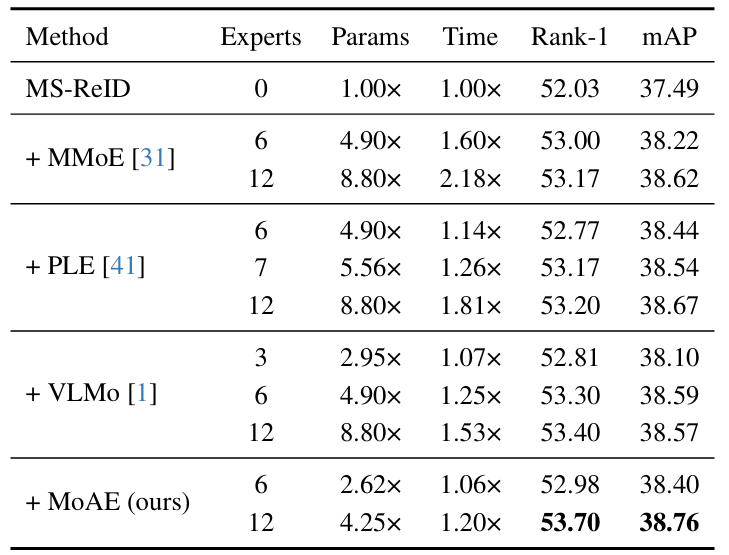 Method Experts Params Time Rank-1 mAP
MS-ReID 0 1.00× 1.00× 52.03 37.49
+ MMoE [31]
6 4.90× 1.60× 53.00 38.22
12 8.80× 2.18× 53.17 38.62
+ PLE [41]
6 4.90× 1.14× 52.77 38.44
7 5.56× 1.26× 53.17 38.54
12 8.80× 1.81× 53.20 38.67
+ VLMo [1]
3 2.95× 1.07× 52.81 38.10
6 4.90× 1.25× 53.30 38.59
12 8.80× 1.53× 53.40 38.57
+ MoAE (ours)
6 2.62× 1.06× 52.98 38.40
12 4.25× 1.20× 53.70 38.76